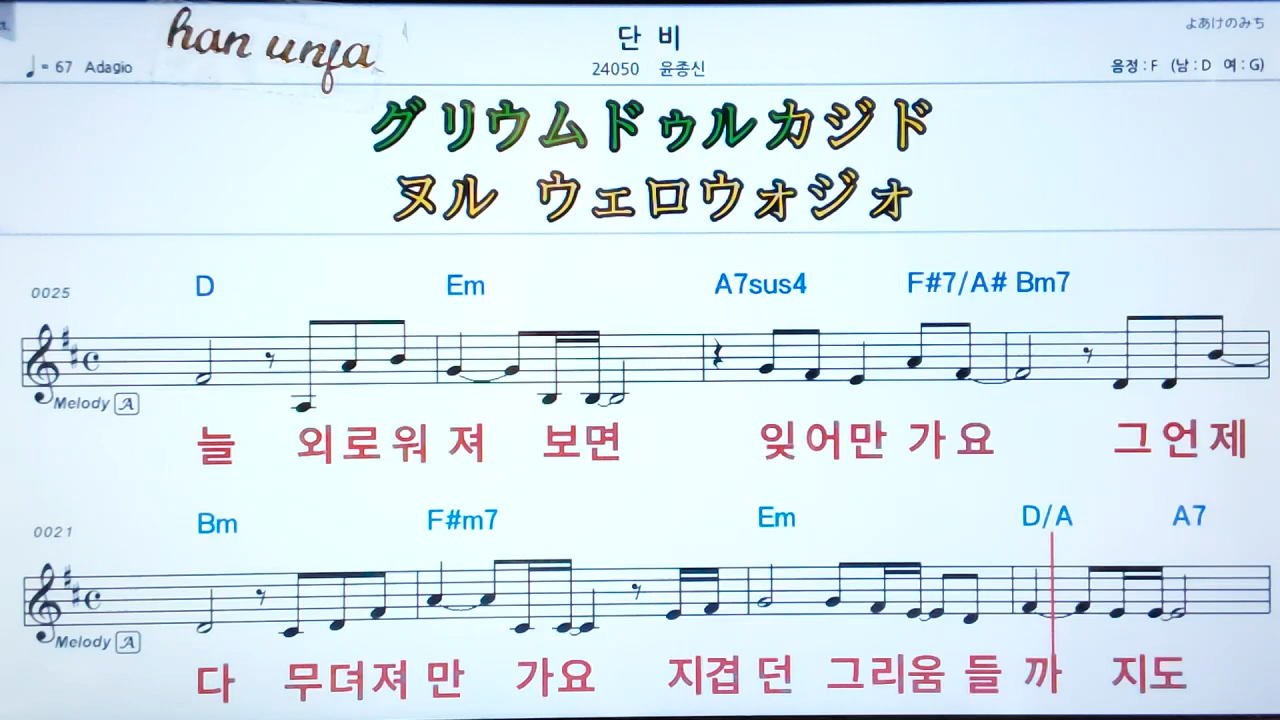 han unja
단 비
よあけのみち
♩= 67 Adagio
24050 윤종신
음정 : F (남 : D 여 : G)
グリウムドゥルカジド
ヌル ウェロウォジォ
0025
D Em A7sus4 F#7/A# Bm7
Melody A
늘 외로워 져 보면 잊어만 가요 그언제
0021
Bm F#m7 Em D/A A7
Melody A
다 무뎌져 만 가요 지겹 던 그리움 들 까 지도